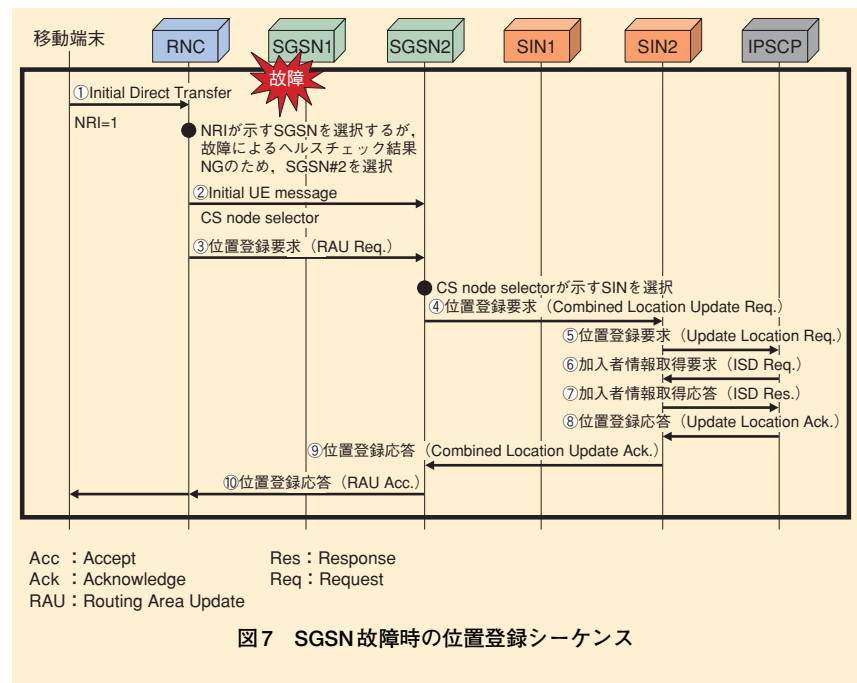 移動端末
RNC
SGSN1
SGSN2
SIN1
SIN2
IPSCP
故障
①Initial Direct Transfer
NRI=1
●NRIが示すSGSNを選択するが，
故障によるヘルスチェック結果
NGのため，SGSN#2を選択
②Initial UE message
CS node selector
③位置登録要求（RAU Req.）
●CS node selectorが示すSINを選択
④位置登録要求（Combined Location Update Req.）
⑤位置登録要求（Update Location Req.）
⑥加入者情報取得要求（ISD Req.）
⑦加入者情報取得応答（ISD Res.）
⑧位置登録応答（Update Location Ack.）
⑨位置登録応答（Combined Location Update Ack.）
⑩位置登録応答（RAU Acc.）
Acc ：Accept
Res：Response
Ack ：Acknowledge
Req：Request
RAU：Routing Area Update
図7 SGSN故障時の位置登録シーケンス